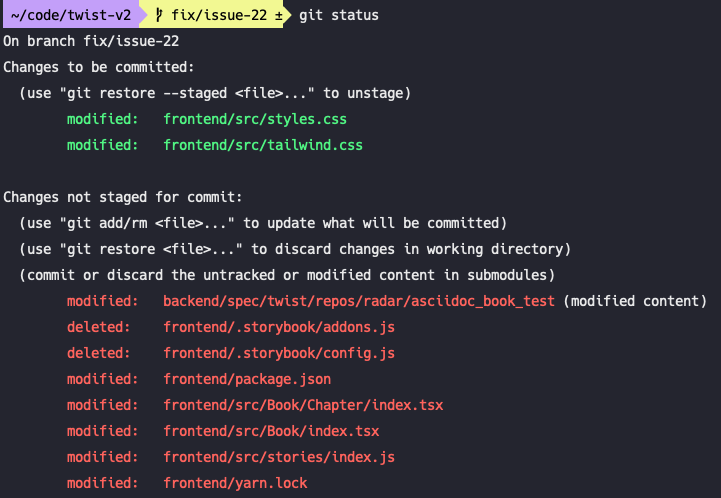 ~/code/twist-v2 fix/issue-22 ± git status
On branch fix/issue-22
Changes to be committed:
(use "git restore --staged <file>..." to unstage)
modified: frontend/src/styles.css
modified: frontend/src/tailwind.css
Changes not staged for commit:
(use "git add/rm <file>..." to update what will be committed)
(use "git restore <file>..." to discard changes in working directory)
(commit or discard the untracked or modified content in submodules)
modified: backend/spec/twist/repos/radar/asciidoc_book_test (modified content)
deleted: frontend/.storybook/addons.js
deleted: frontend/.storybook/config.js
modified: frontend/package.json
modified: frontend/src/Book/Chapter/index.tsx
modified: frontend/src/Book/index.tsx
modified: frontend/src/stories/index.js
modified: frontend/yarn.lock